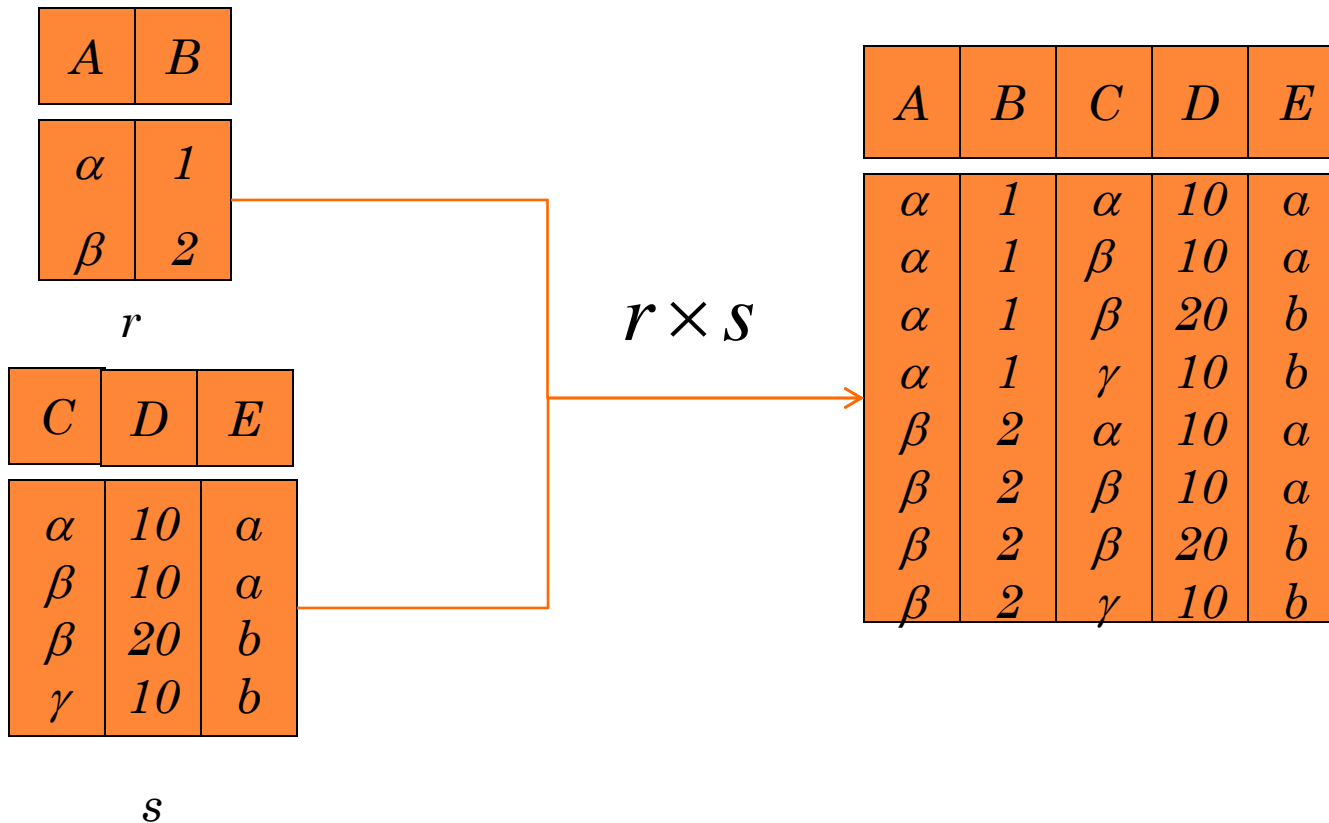 A B
α 1
β 2
r
C D E
α 10 a
β 10 a
β 20 b
γ 10 b
s
r × s
A B C D E
α 1 α 10 a
α 1 β 10 a
α 1 β 20 b
α 1 γ 10 b
β 2 α 10 a
β 2 β 10 a
β 2 β 20 b
β 2 γ 10 b